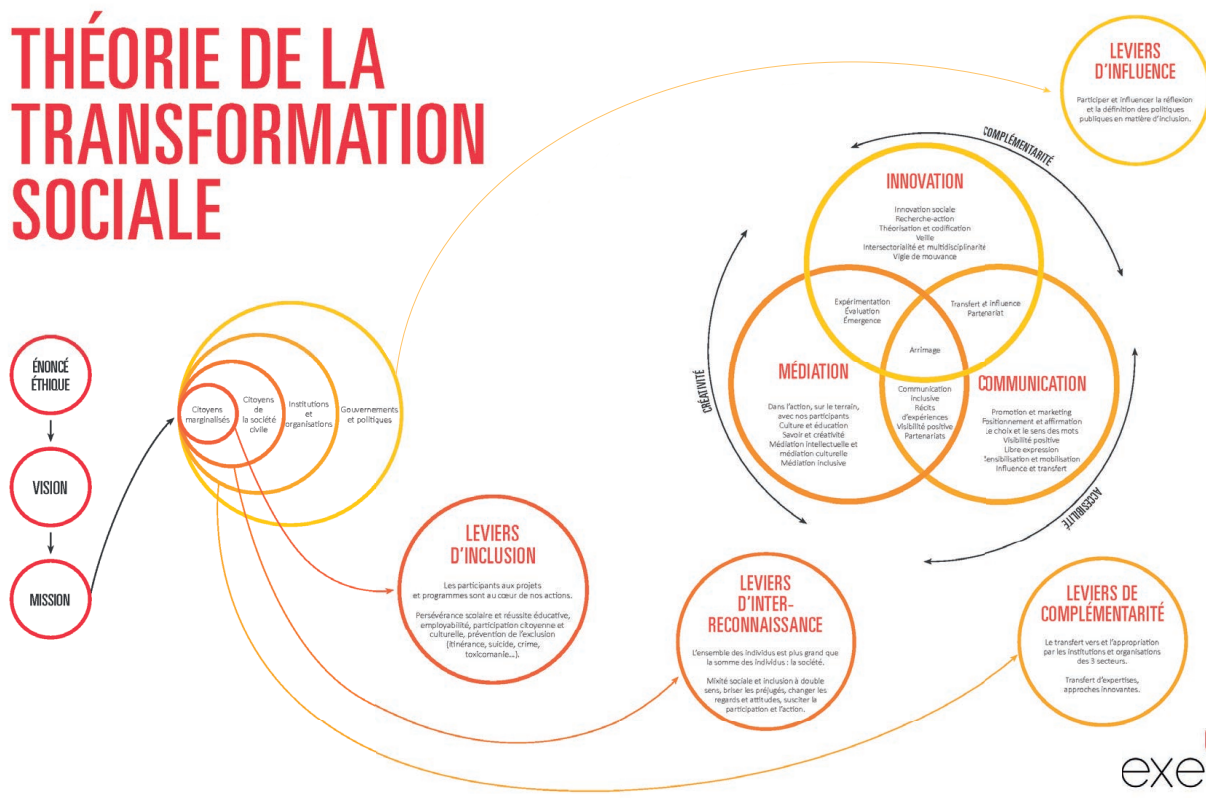 THÉORIE DE LA
TRANSFORMATION
SOCIALE
ÉNONCÉ
ÉTHIQUE
VISION
MISSION
Citoyens
marginalisés
Citoyens
de
la société
civile
Institutions
et
organisations
Gouvernements
et politiques
LEVIERS
D'INFLUENCE
Participer et influencer la réflexion
et la définition des politiques
publiques en matière d'inclusion.
COMPLÉMENTARITÉ
CRÉATIVITÉ
ACCESSIBILITÉ
INNOVATION
Innovation sociale
Recherche-action
Théorisation et codification
Veille
Intersectorialité et multidisciplinarité
Vigie de mouvance
Expérimentation
Évaluation
Émergence
Transfert et influence
Partenariat
Arrimage
MÉDIATION
Dans l'action, sur le terrain,
avec nos participants
Culture et éducation
Savoir et créativité
Médiation intellectuelle et
médiation culturelle
Médiation inclusive
Communication
inclusive
Récits
d'expériences
Visibilité positive
Partenariats
COMMUNICATION
Promotion et marketing
Positionnement et affirmation
Le choix et le sens des mots
Visibilité positive
Libre expression
Sensibilisation et mobilisation
Influence et transfert
LEVIERS
D'INCLUSION
Les participants aux projets
et programmes sont au cœur de nos actions.
Persévérance scolaire et réussite éducative,
employabilité, participation citoyenne et
culturelle, prévention de l'exclusion
(itinérance, suicide, crime,
toxicomanie...).
LEVIERS
D'INTER-
RECONNAISSANCE
L'ensemble des individus est plus grand que
la somme des individus : la société.
Mixité sociale et inclusion à double
sens, briser les préjugés, changer les
regards et attitudes, susciter la
participation et l'action.
LEVIERS DE
COMPLÉMENTARITÉ
Le transfert vers et l'appropriation
par les institutions et organisations
des 3 secteurs.
Transfert d'expertises,
approches innovantes.
exe